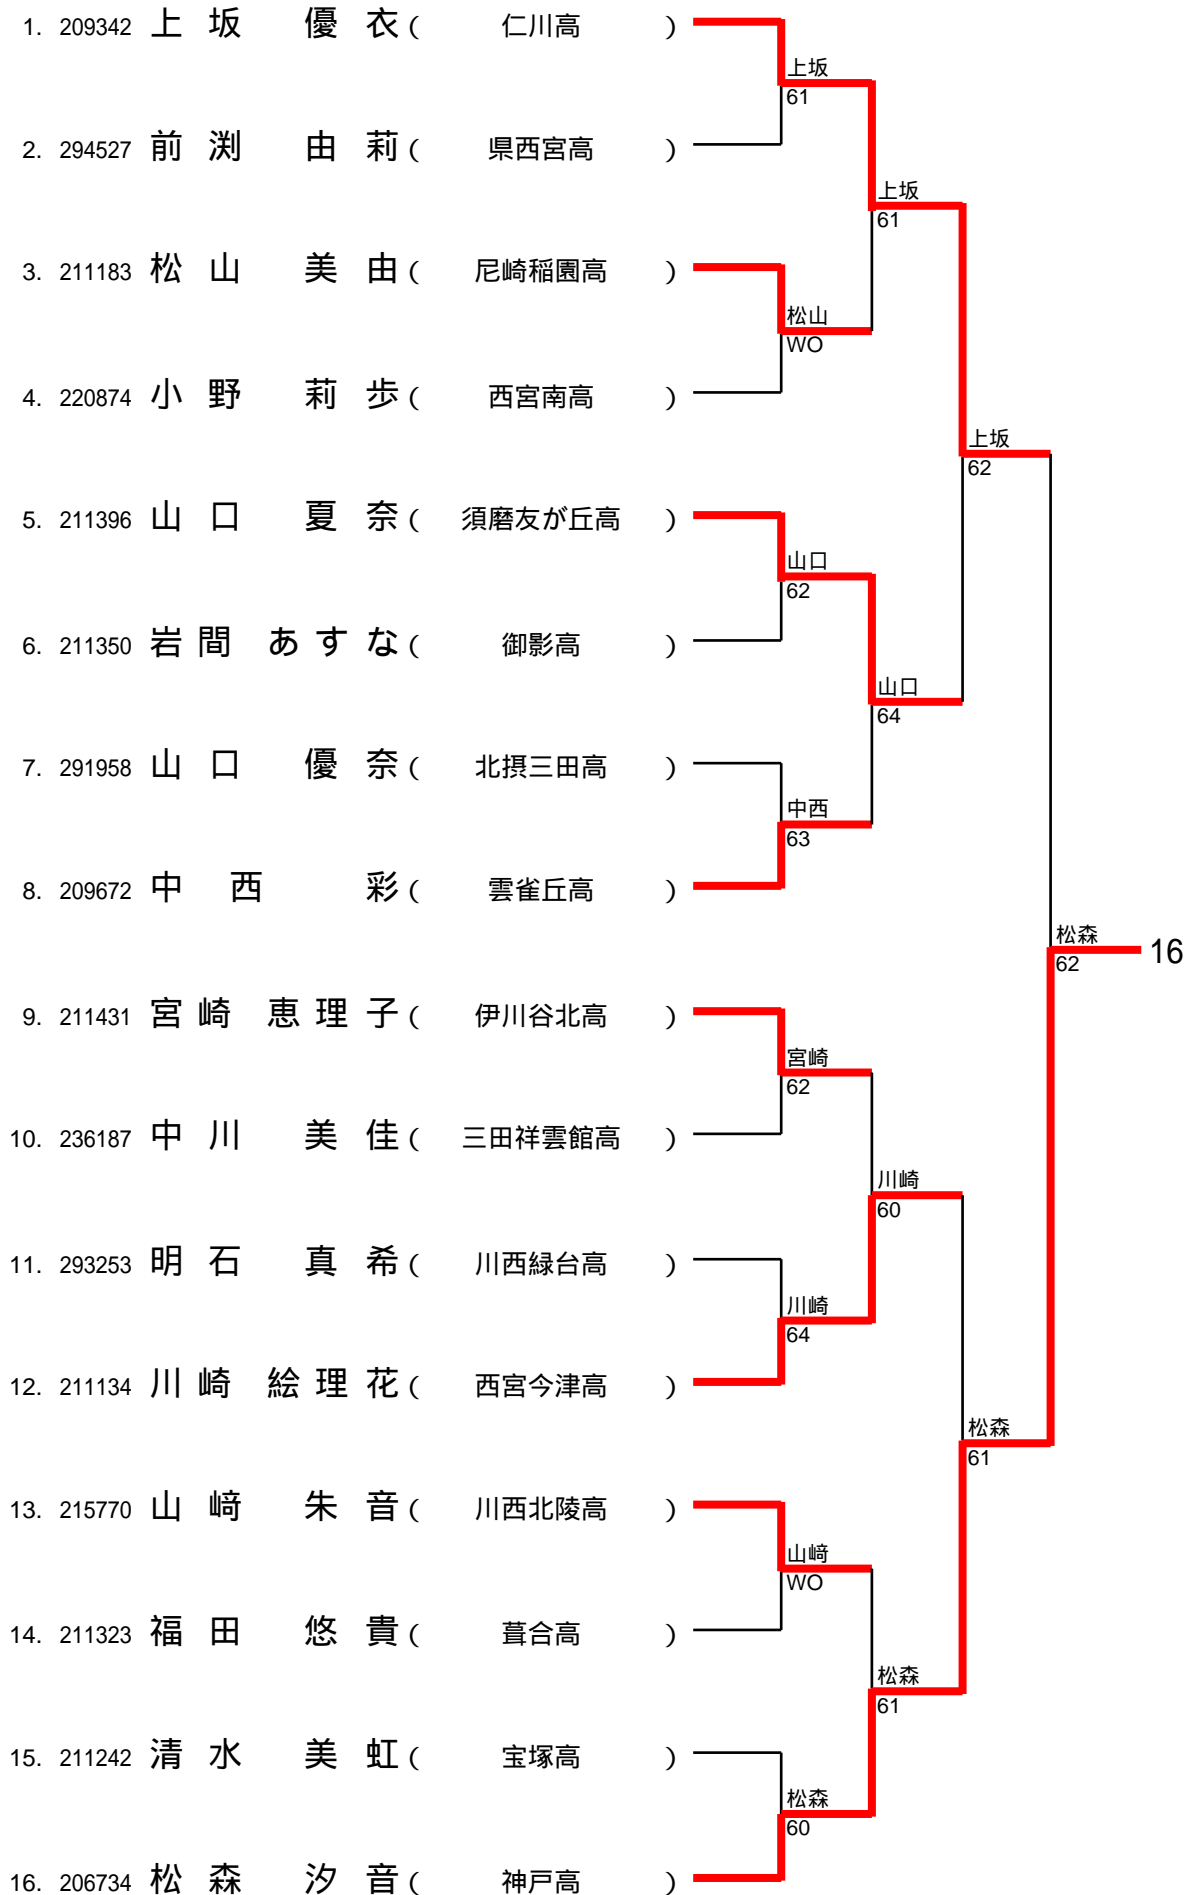 1. 209342 上 坂 優 衣 ( 仁川高 )
上坂
61
2. 294527 前 渕 由 莉 ( 県西宮高 )
上坂
61
3. 211183 松 山 美 由 ( 尼崎稲園高 )
松山
WO
4. 220874 小 野 莉 歩 ( 西宮南高 )
上坂
62
5. 211396 山 口 夏 奈 ( 須磨友が丘高 )
山口
62
6. 211350 岩 間 あ す な ( 御影高 )
山口
64
7. 291958 山 口 優 奈 ( 北摂三田高 )
中西
63
8. 209672 中 西 彩 ( 雲雀丘高 )
松森
62
16
9. 211431 宮 崎 恵 理 子 ( 伊川谷北高 )
宮崎
62
10. 236187 中 川 美 佳 ( 三田祥雲館高 )
川崎
60
11. 293253 明 石 真 希 ( 川西緑台高 )
川崎
64
12. 211134 川 崎 絵 理 花 ( 西宮今津高 )
松森
61
13. 215770 山 﨑 朱 音 ( 川西北陵高 )
山﨑
WO
14. 211323 福 田 悠 貴 ( 葺合高 )
松森
61
15. 211242 清 水 美 虹 ( 宝塚高 )
松森
60
16. 206734 松 森 汐 音 ( 神戸高 )